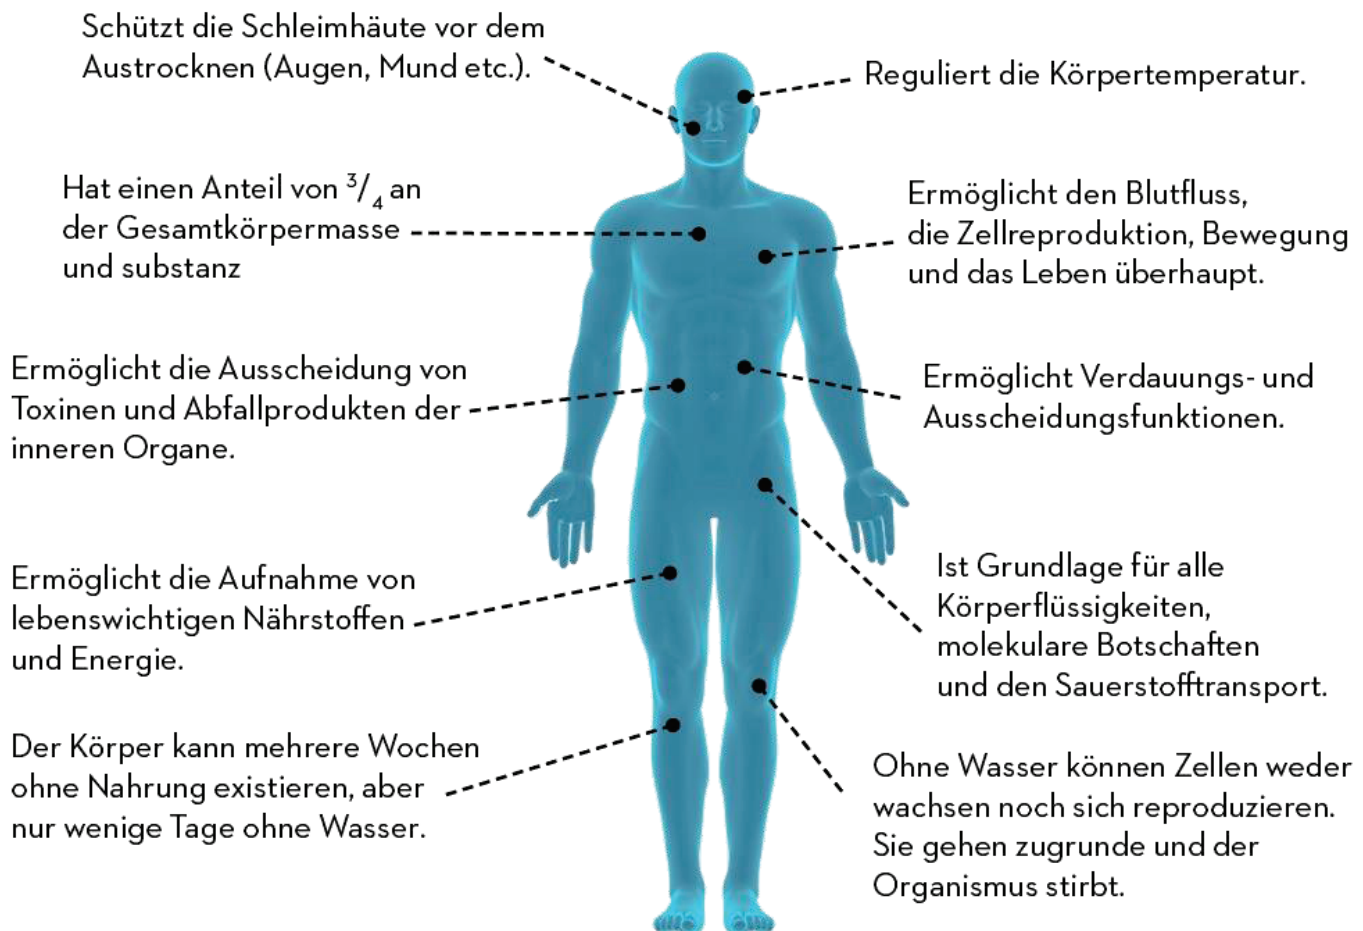 Schützt die Schleimhäute vor dem
Austrocknen (Augen, Mund etc.).
Reguliert die Körpertemperatur.
Hat einen Anteil von 3/4 an
der Gesamtkörpermasse
und substanz
Ermöglicht den Blutfluss,
die Zellreproduktion, Bewegung
und das Leben überhaupt.
Ermöglicht die Ausscheidung von
Toxinen und Abfallprodukten der
inneren Organe.
Ermöglicht Verdauungs- und
Ausscheidungsfunktionen.
Ermöglicht die Aufnahme von
lebenswichtigen Nährstoffen
und Energie.
Ist Grundlage für alle
Körperflüssigkeiten,
molekulare Botschaften
und den Sauerstofftransport.
Der Körper kann mehrere Wochen
ohne Nahrung existieren, aber
nur wenige Tage ohne Wasser.
Ohne Wasser können Zellen weder
wachsen noch sich reproduzieren.
Sie gehen zugrunde und der
Organismus stirbt.